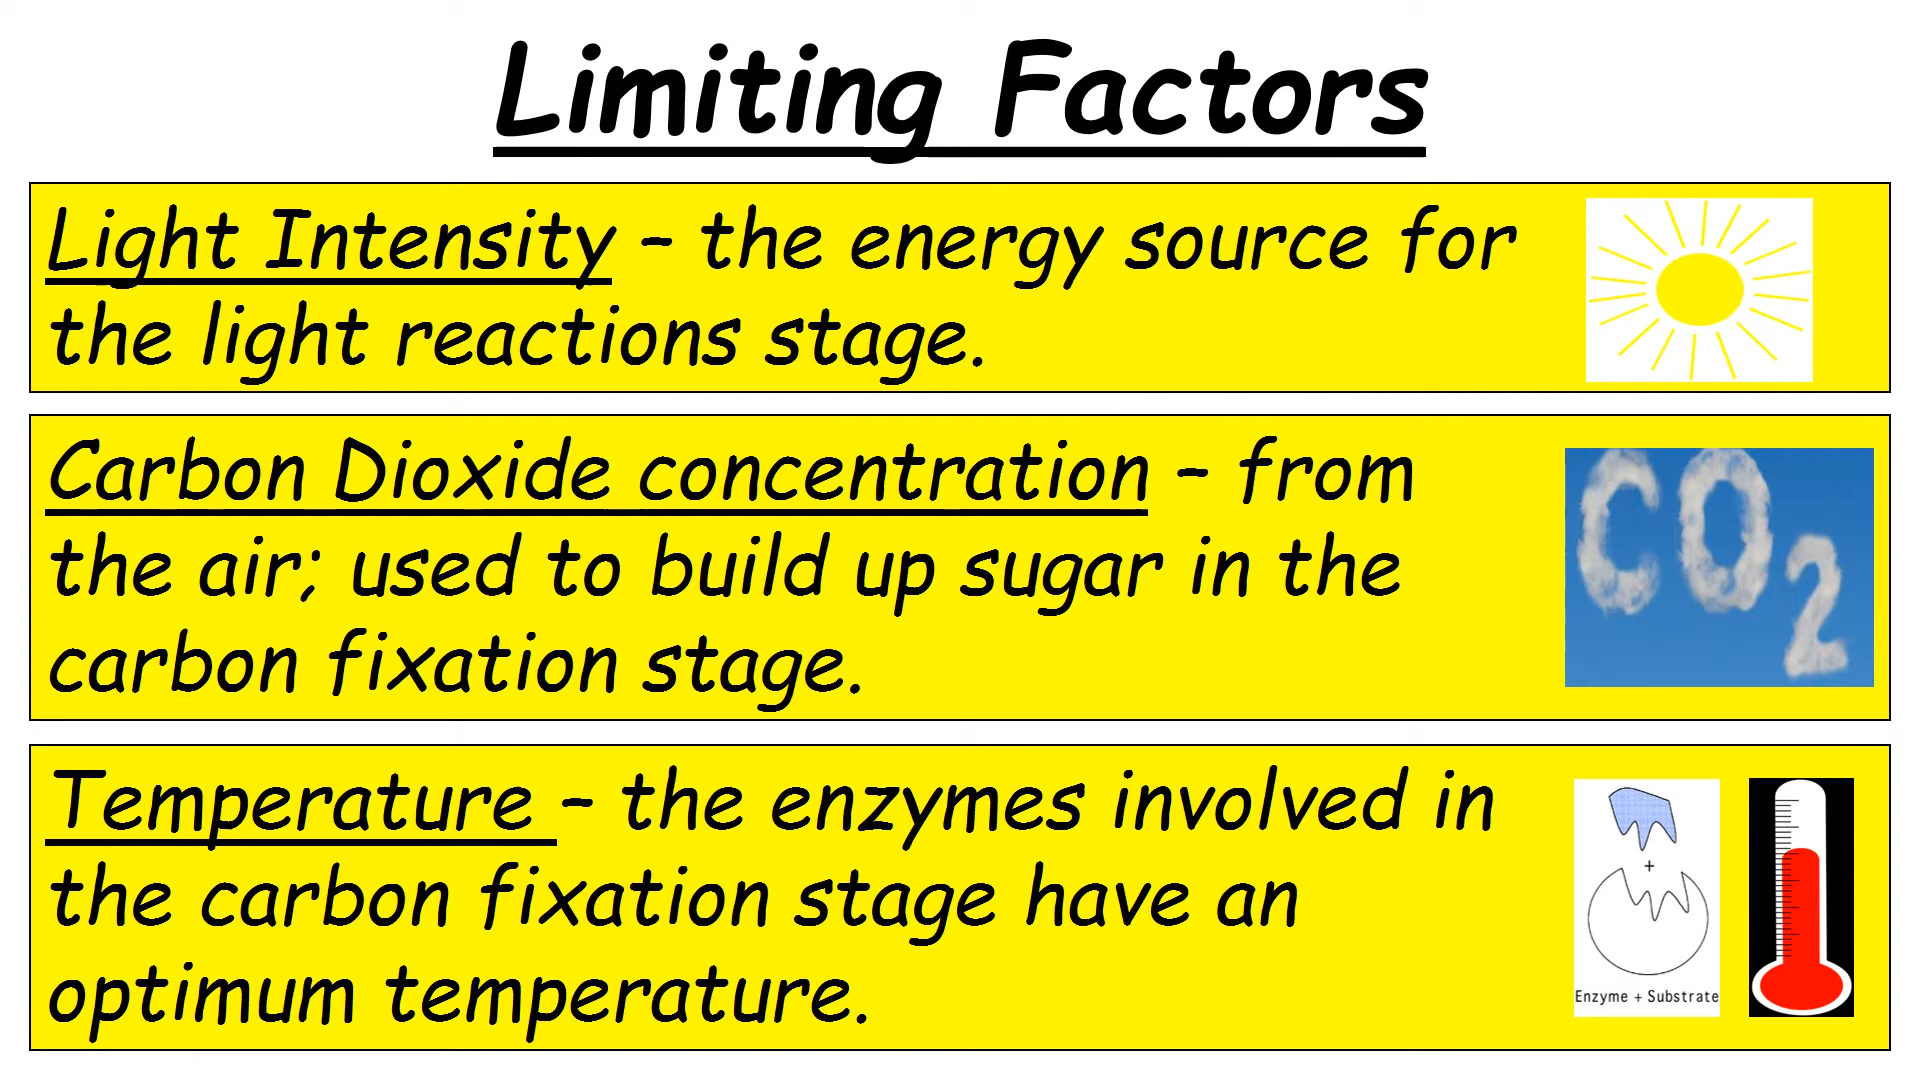 Limiting Factors
Light Intensity – the energy source for
the light reactions stage.
Carbon Dioxide concentration – from
the air; used to build up sugar in the
carbon fixation stage.
CO2
Temperature – the enzymes involved in
the carbon fixation stage have an
optimum temperature.
+
Enzyme + Substrate